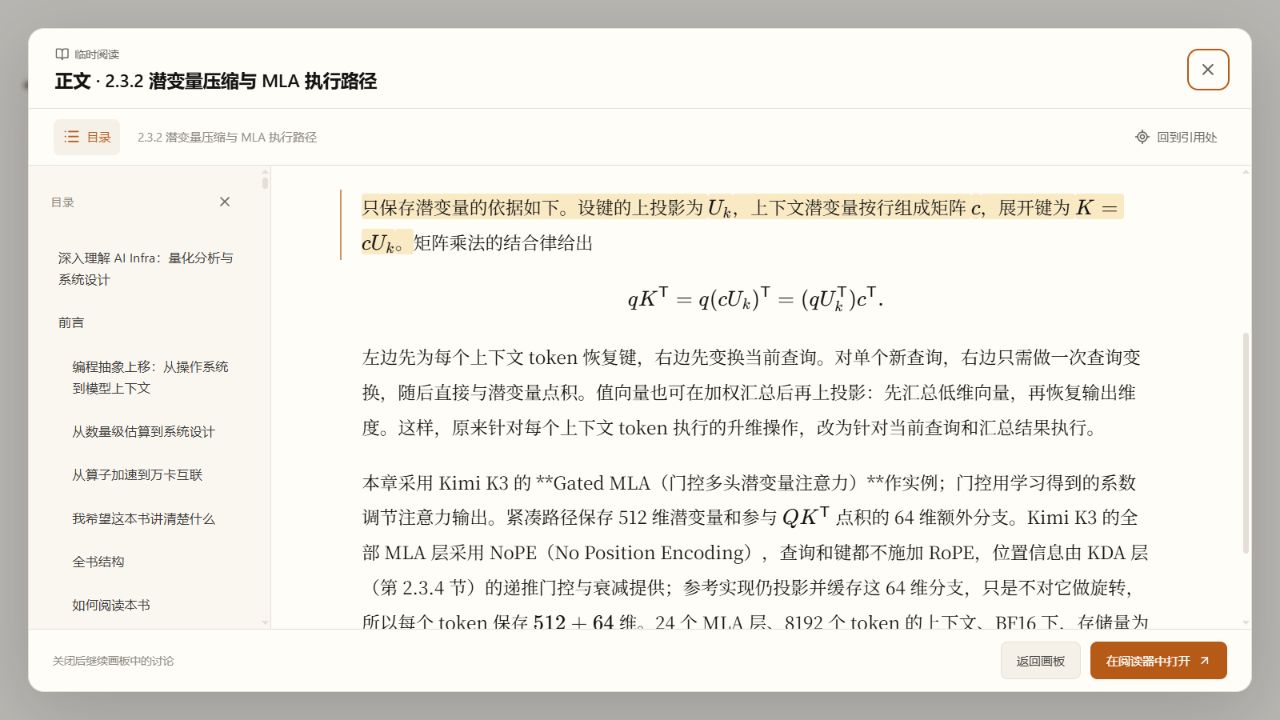 临时阅读
正文 · 2.3.2 潜变量压缩与 MLA 执行路径
目录
2.3.2 潜变量压缩与 MLA 执行路径
回到引用处
目录
深入理解 AI Infra：量化分析与
系统设计
前言
编程抽象上移：从操作系统
到模型上下文
从数量级估算到系统设计
从算子加速到万卡互联
我希望这本书讲清楚什么
全书结构
如何阅读本书
只保存潜变量的依据如下。设键的上投影为 U_k，上下文潜变量按行组成矩阵 c，展开键为 K =
cU_k。矩阵乘法的结合律给出
qK^T = q(cU_k)^T = (qU_k^T)c^T.
左边先为每个上下文 token 恢复键，右边先变换当前查询。对单个新查询，右边只需做一次查询变
换，随后直接与潜变量点积。值向量也可在加权汇总后再上投影：先汇总低维向量，再恢复输出维
度。这样，原来针对每个上下文 token 执行的升维操作，改为针对当前查询和汇总结果执行。
本章采用 Kimi K3 的 **Gated MLA（门控多头潜变量注意力）**作实例；门控用学习得到的系数
调节注意力输出。紧凑路径保存 512 维潜变量和参与 QK^T 点积的 64 维额外分支。Kimi K3 的全
部 MLA 层采用 NoPE（No Position Encoding），查询和键都不施加 RoPE，位置信息由 KDA 层
（第 2.3.4 节）的递推门控与衰减提供；参考实现仍投影并缓存这 64 维分支，只是不对它做旋转，
所以每个 token 保存 512 + 64 维。24 个 MLA 层、8192 个 token 的上下文、BF16 下，存储量为
关闭后继续画板中的讨论
返回画板
在阅读器中打开